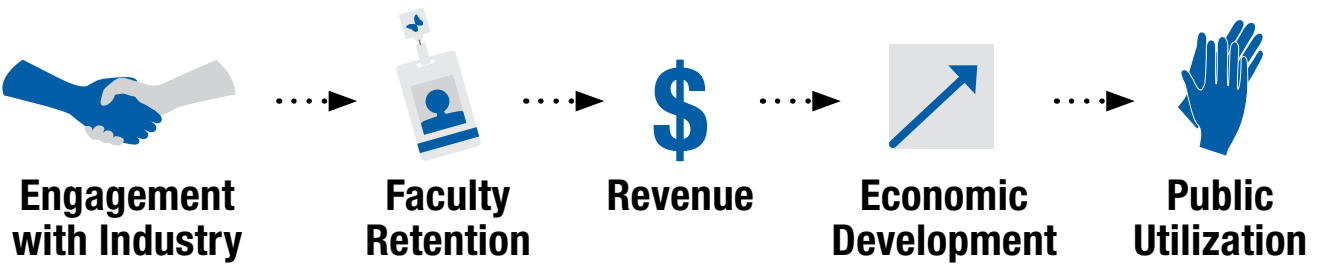 Engagement
with Industry
Faculty
Retention
$
Revenue
Economic
Development
Public
Utilization